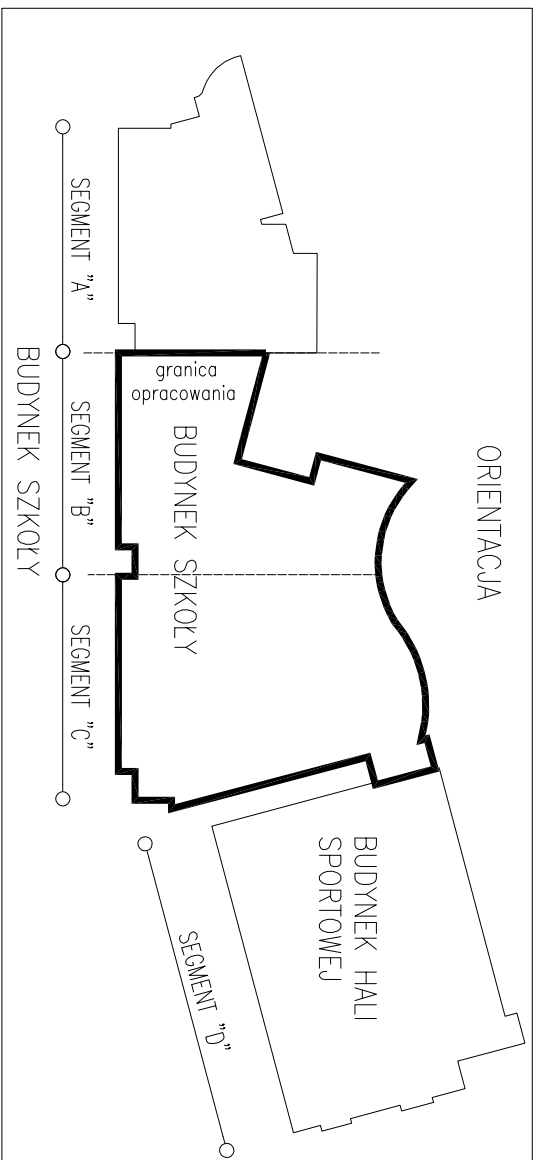 ORIENTACJA
BUDYNEK HALI
SPORTOWEJ
BUDYNEK SZKOŁY
granica
opracowania
SEGMENT "A"
SEGMENT "B"
SEGMENT "C"
SEGMENT "D"
BUDYNEK SZKOŁY